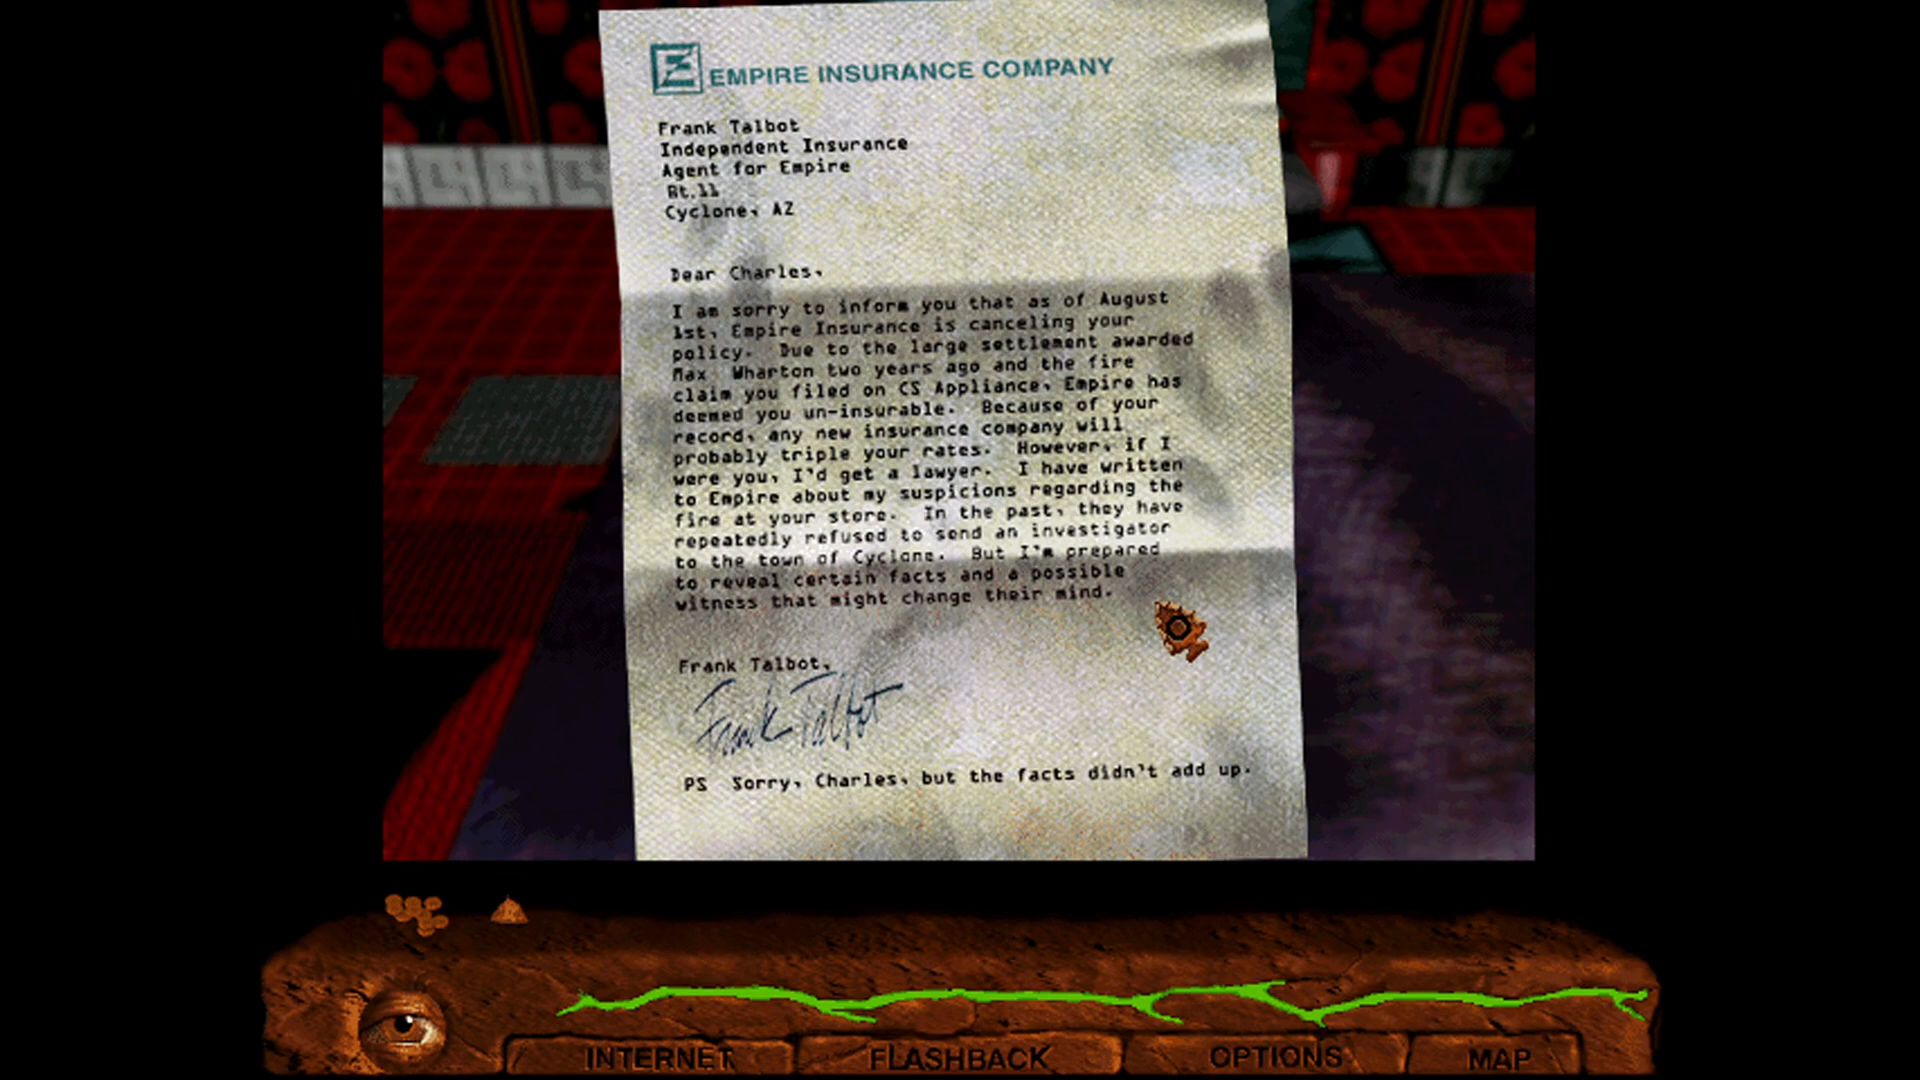 EMPIRE INSURANCE COMPANY
Frank Talbot
Independent Insurance
Agent for Empire
Rt.11
Cyclone, AZ
Dear Charles,
I am sorry to inform you that as of August
1st, Empire Insurance is canceling your
policy. Due to the large settlement awarded
Max Wharton two years ago and the fire
claim you filed on CS Appliance, Empire has
deemed you un-insurable. Because of your
record, any new insurance company will
probably triple your rates. However, if I
were you, I'd get a lawyer. I have written
to Empire about my suspicions regarding the
fire at your store. In the past, they have
repeatedly refused to send an investigator
to the town of Cyclone. But I'm prepared
to reveal certain facts and a possible
witness that might change their mind.
Frank Talbot,
Frank Talbot
PS Sorry, Charles, but the facts didn't add up.
INTERNET
FLASHBACK
OPTIONS
MAP